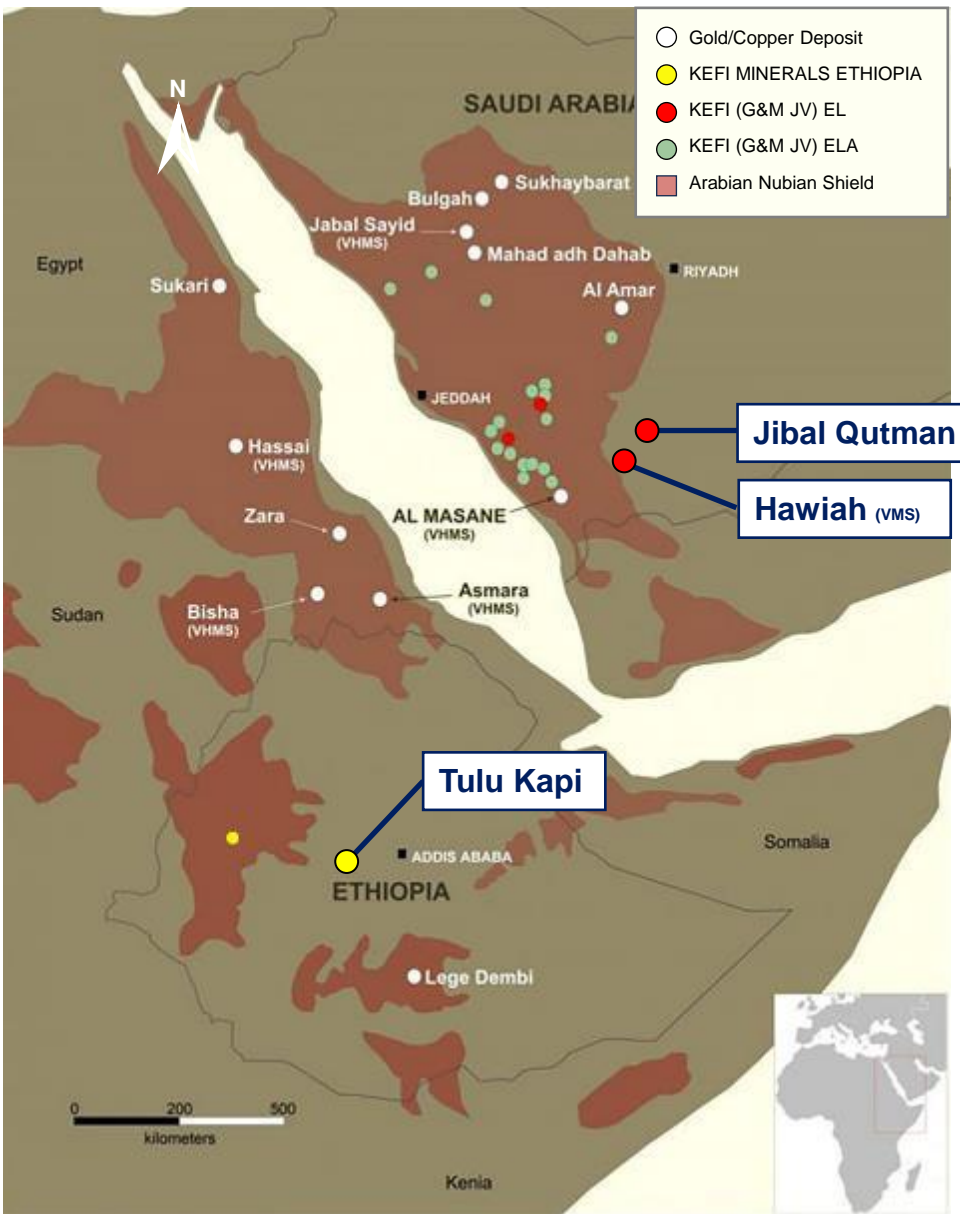 Gold/Copper Deposit
KEFI MINERALS ETHIOPIA
KEFI (G&M JV) EL
KEFI (G&M JV) ELA
Arabian Nubian Shield
N
SAUDI ARABIA
Sukhaybarat
Bulgah
Jabal Sayid
(VHMS)
Mahad adh Dahab
Egypt
RIYADH
Sukari
Al Amar
JEDDAH
Jibal Qutman
Hassai
(VHMS)
Hawiah (VMS)
Zara
AL MASANE
(VHMS)
Asmara
(VHMS)
Bisha
(VHMS)
Sudan
Tulu Kapi
Somalia
ADDIS ABABA
ETHIOPIA
Lege Dembi
0 200 500
kilometers
Kenia